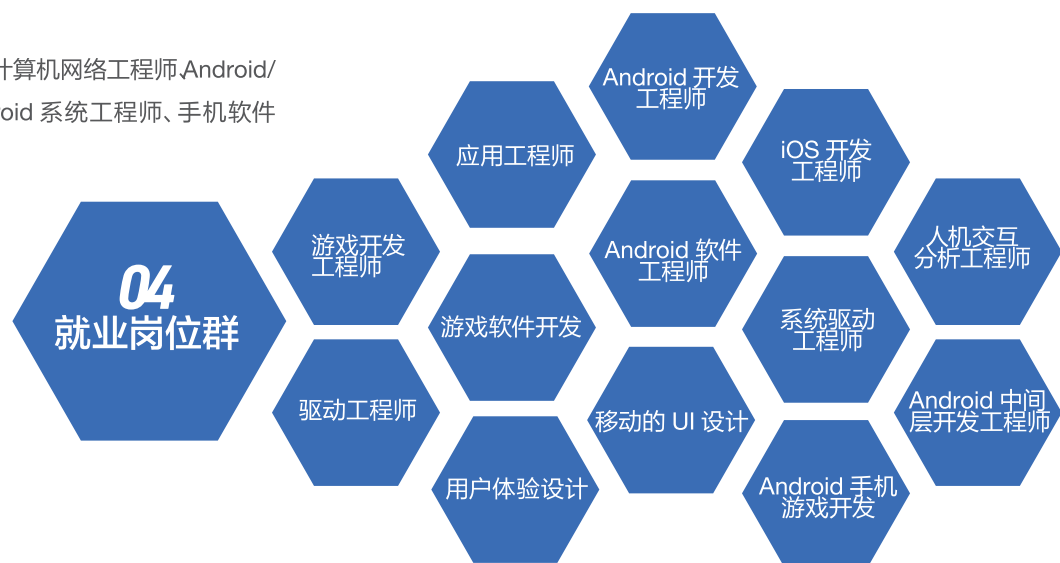 计算机网络工程师、Android/
oid 系统工程师、手机软件
04
就业岗位群
游戏开发
工程师
驱动工程师
应用工程师
游戏软件开发
用户体验设计
Android 开发
工程师
Android 软件
工程师
移动的 UI 设计
iOS 开发
工程师
系统驱动
工程师
Android 手机
游戏开发
人机交互
分析工程师
Android 中间
层开发工程师